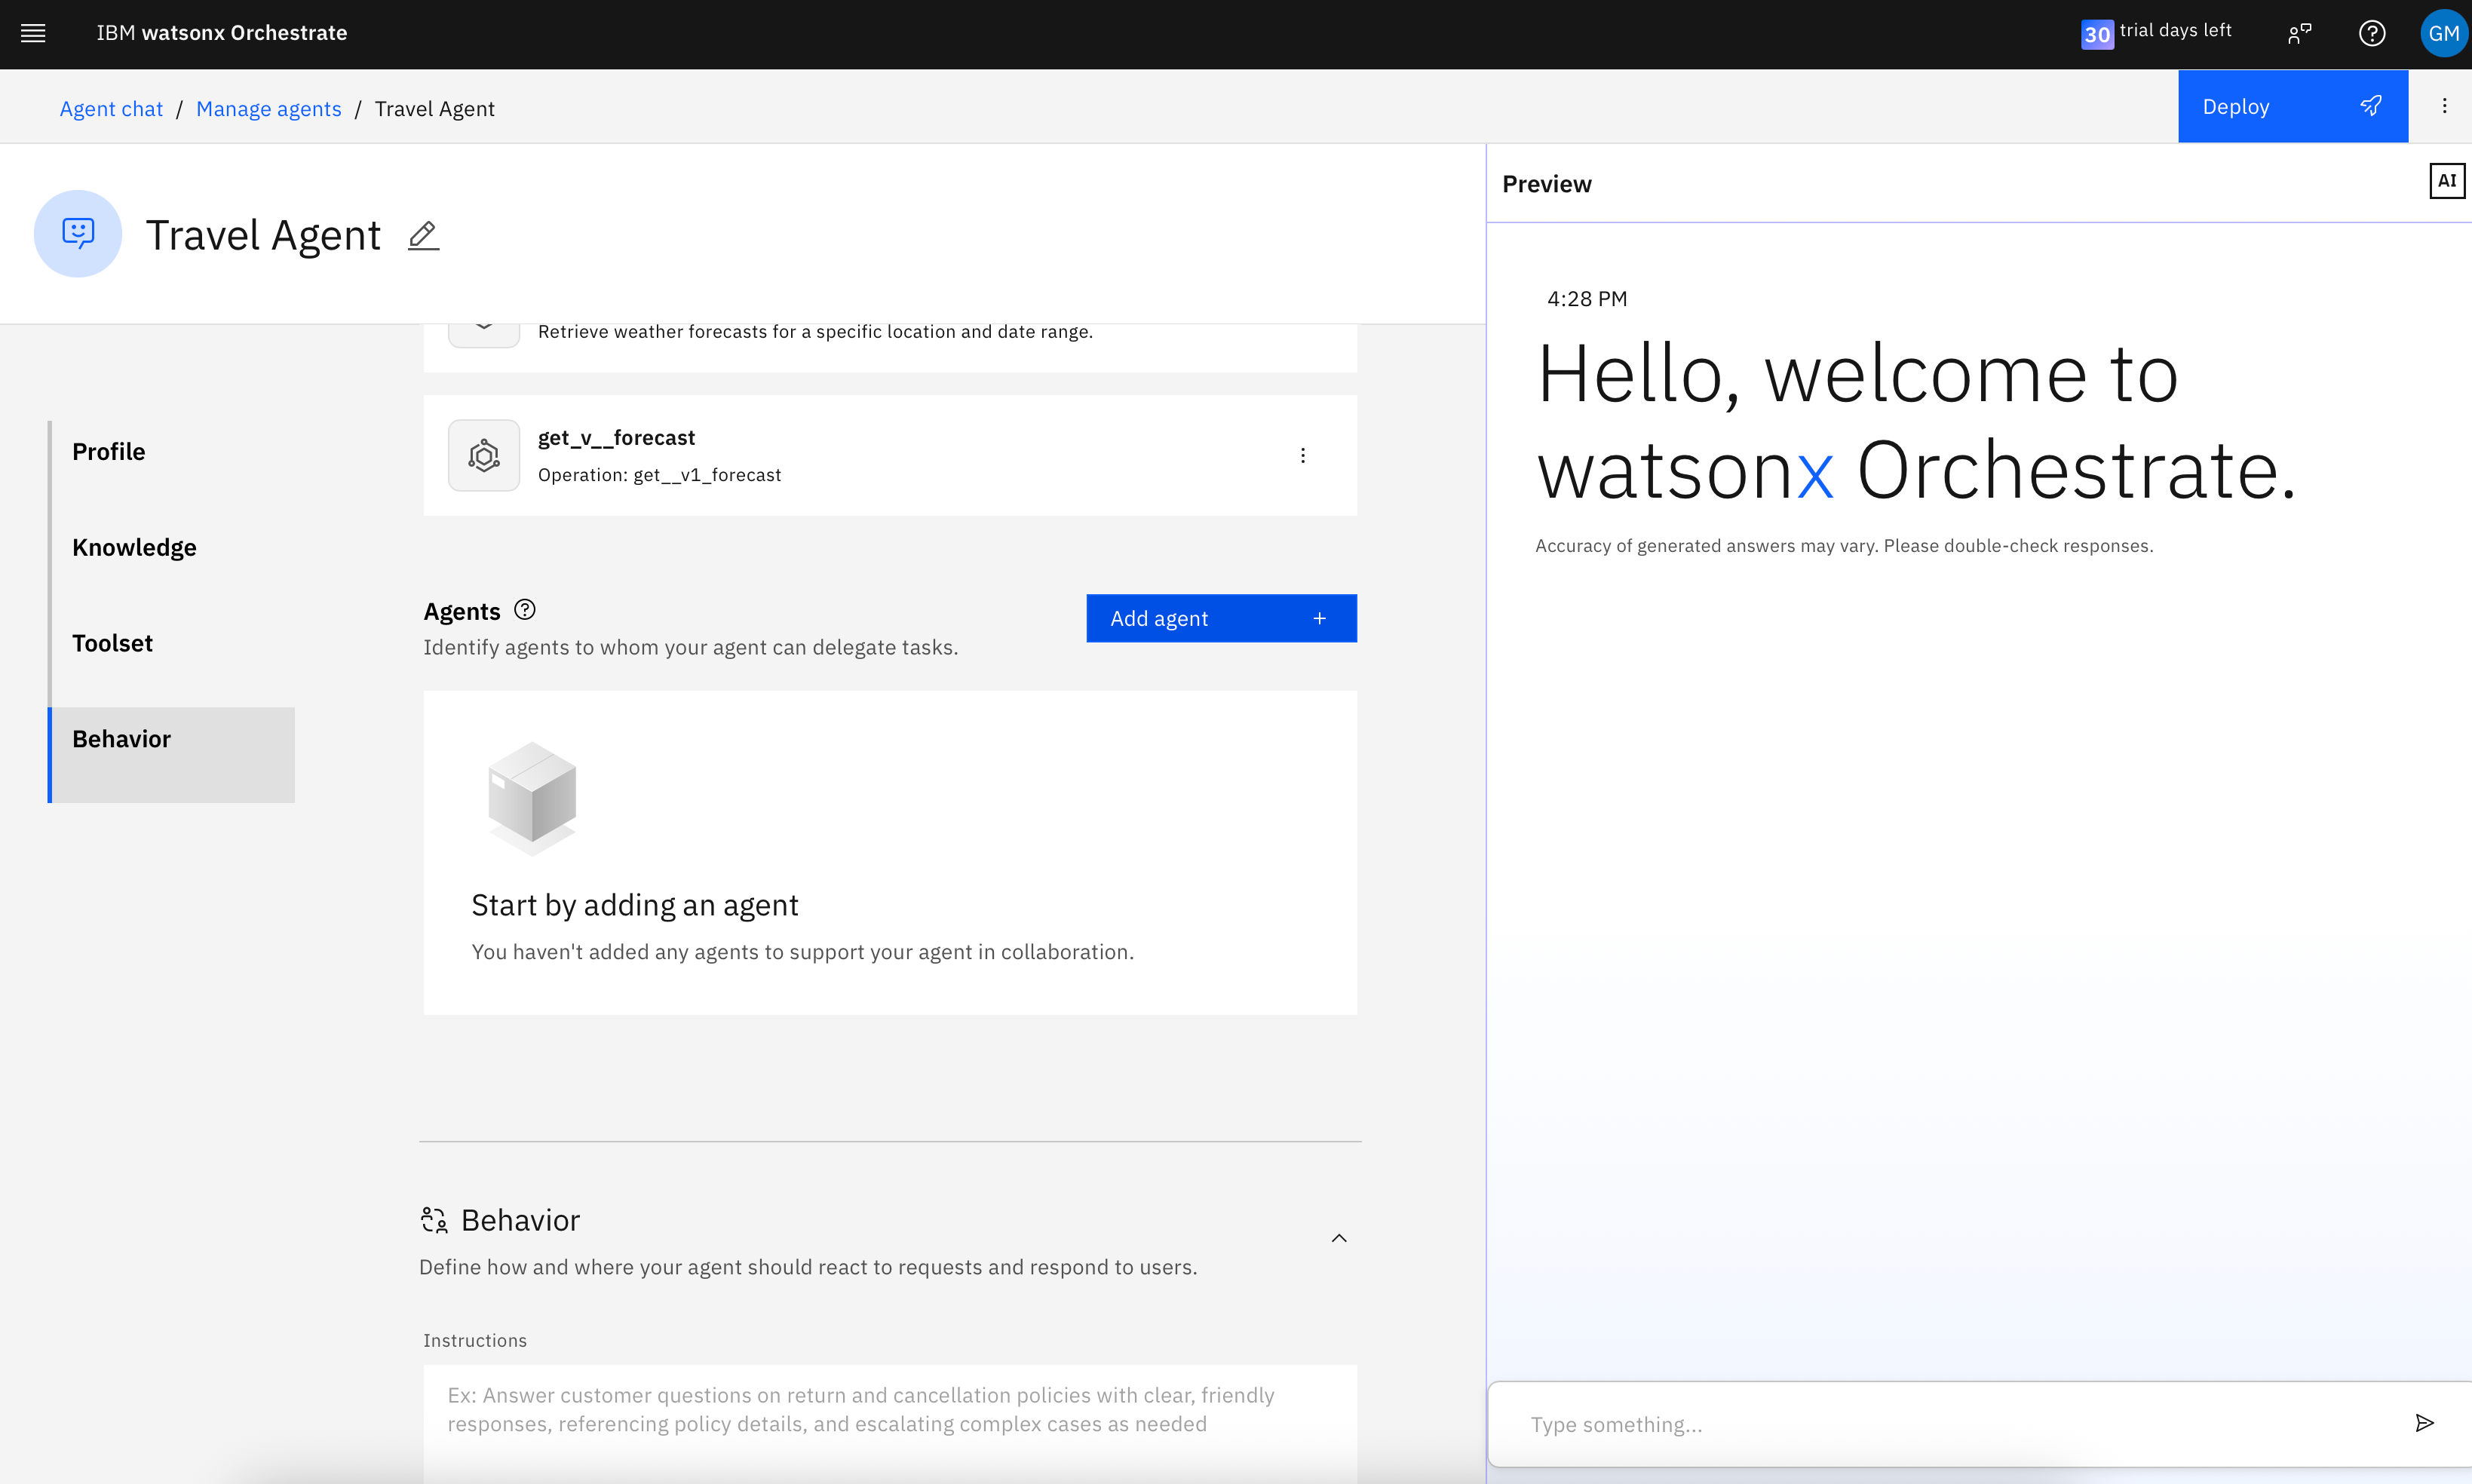 IBM watsonx Orchestrate
30 trial days left
GM
Agent chat / Manage agents / Travel Agent
Deploy
Travel Agent
Retrieve weather forecasts for a specific location and date range.
get_v__forecast
Operation: get__v1_forecast
Profile
Knowledge
Toolset
Behavior
Agents
Identify agents to whom your agent can delegate tasks.
Add agent
Start by adding an agent
You haven't added any agents to support your agent in collaboration.
Behavior
Define how and where your agent should react to requests and respond to users.
Instructions
Ex: Answer customer questions on return and cancellation policies with clear, friendly
responses, referencing policy details, and escalating complex cases as needed
Preview
AI
4:28 PM
Hello, welcome to
watsonx Orchestrate.
Accuracy of generated answers may vary. Please double-check responses.
Type something...